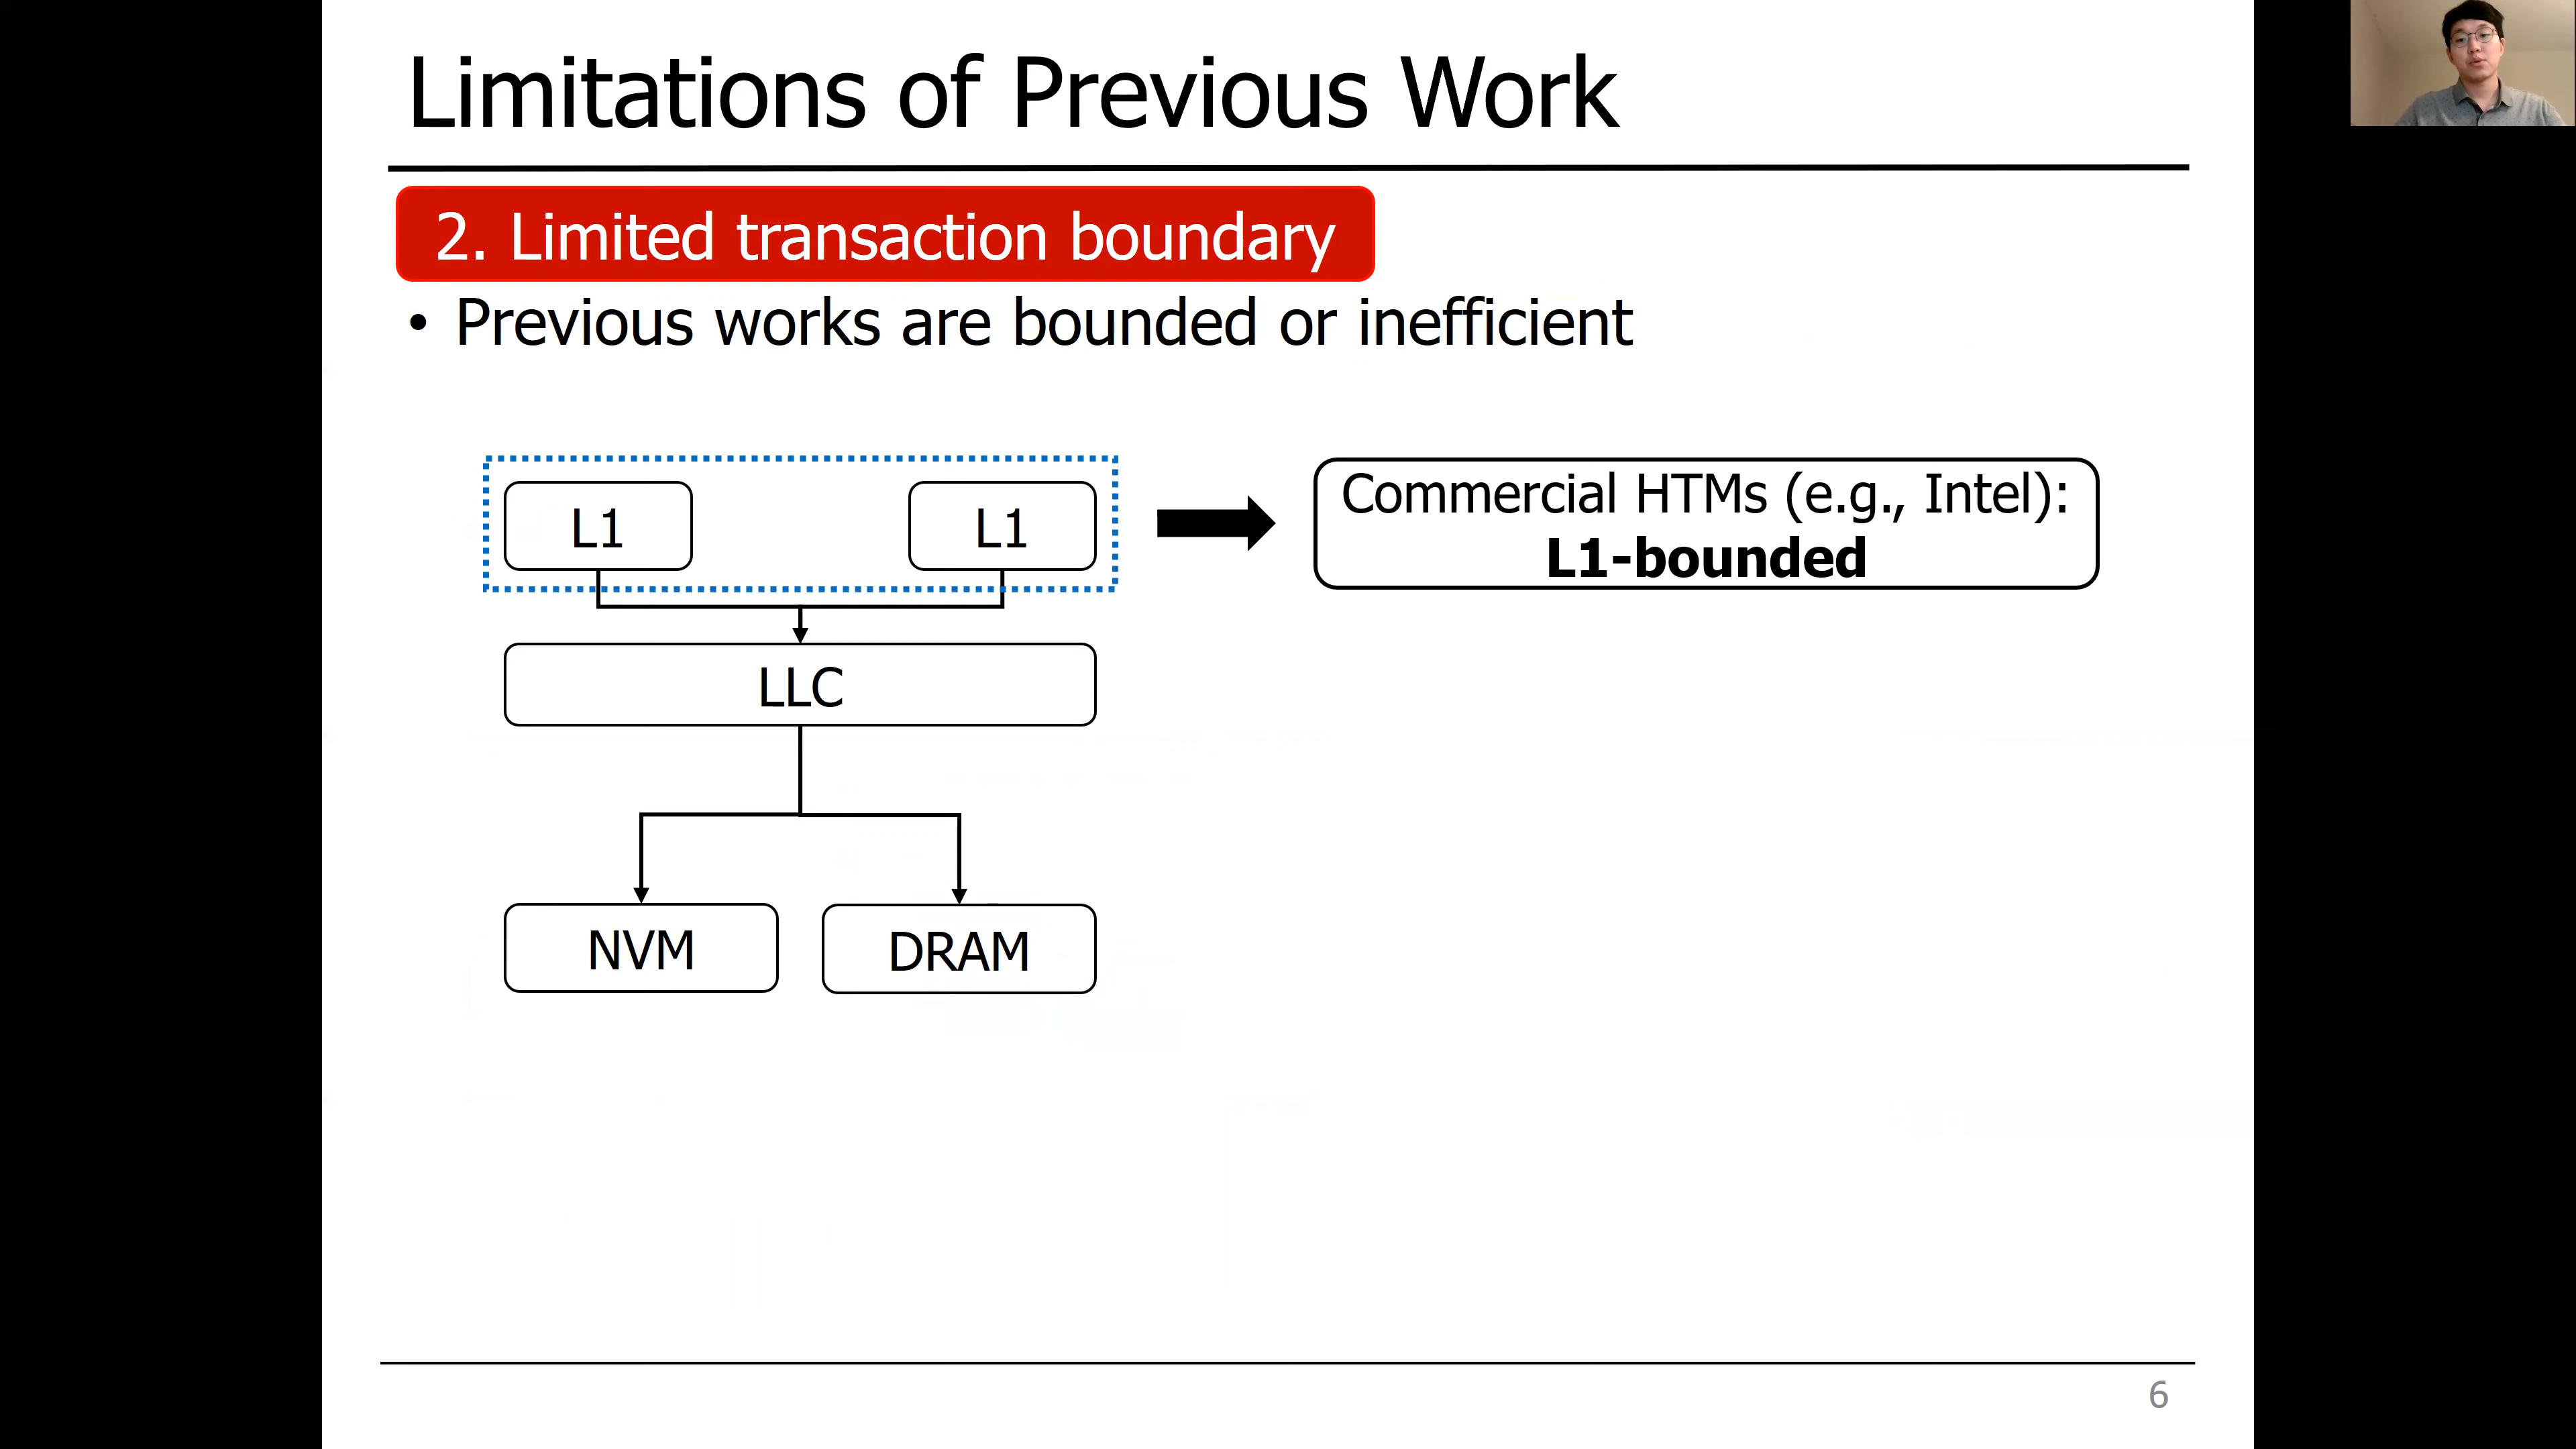 Limitations of Previous Work
2. Limited transaction boundary
• Previous works are bounded or inefficient
L1
L1
Commercial HTMs (e.g., Intel):
L1-bounded
LLC
NVM
DRAM
6